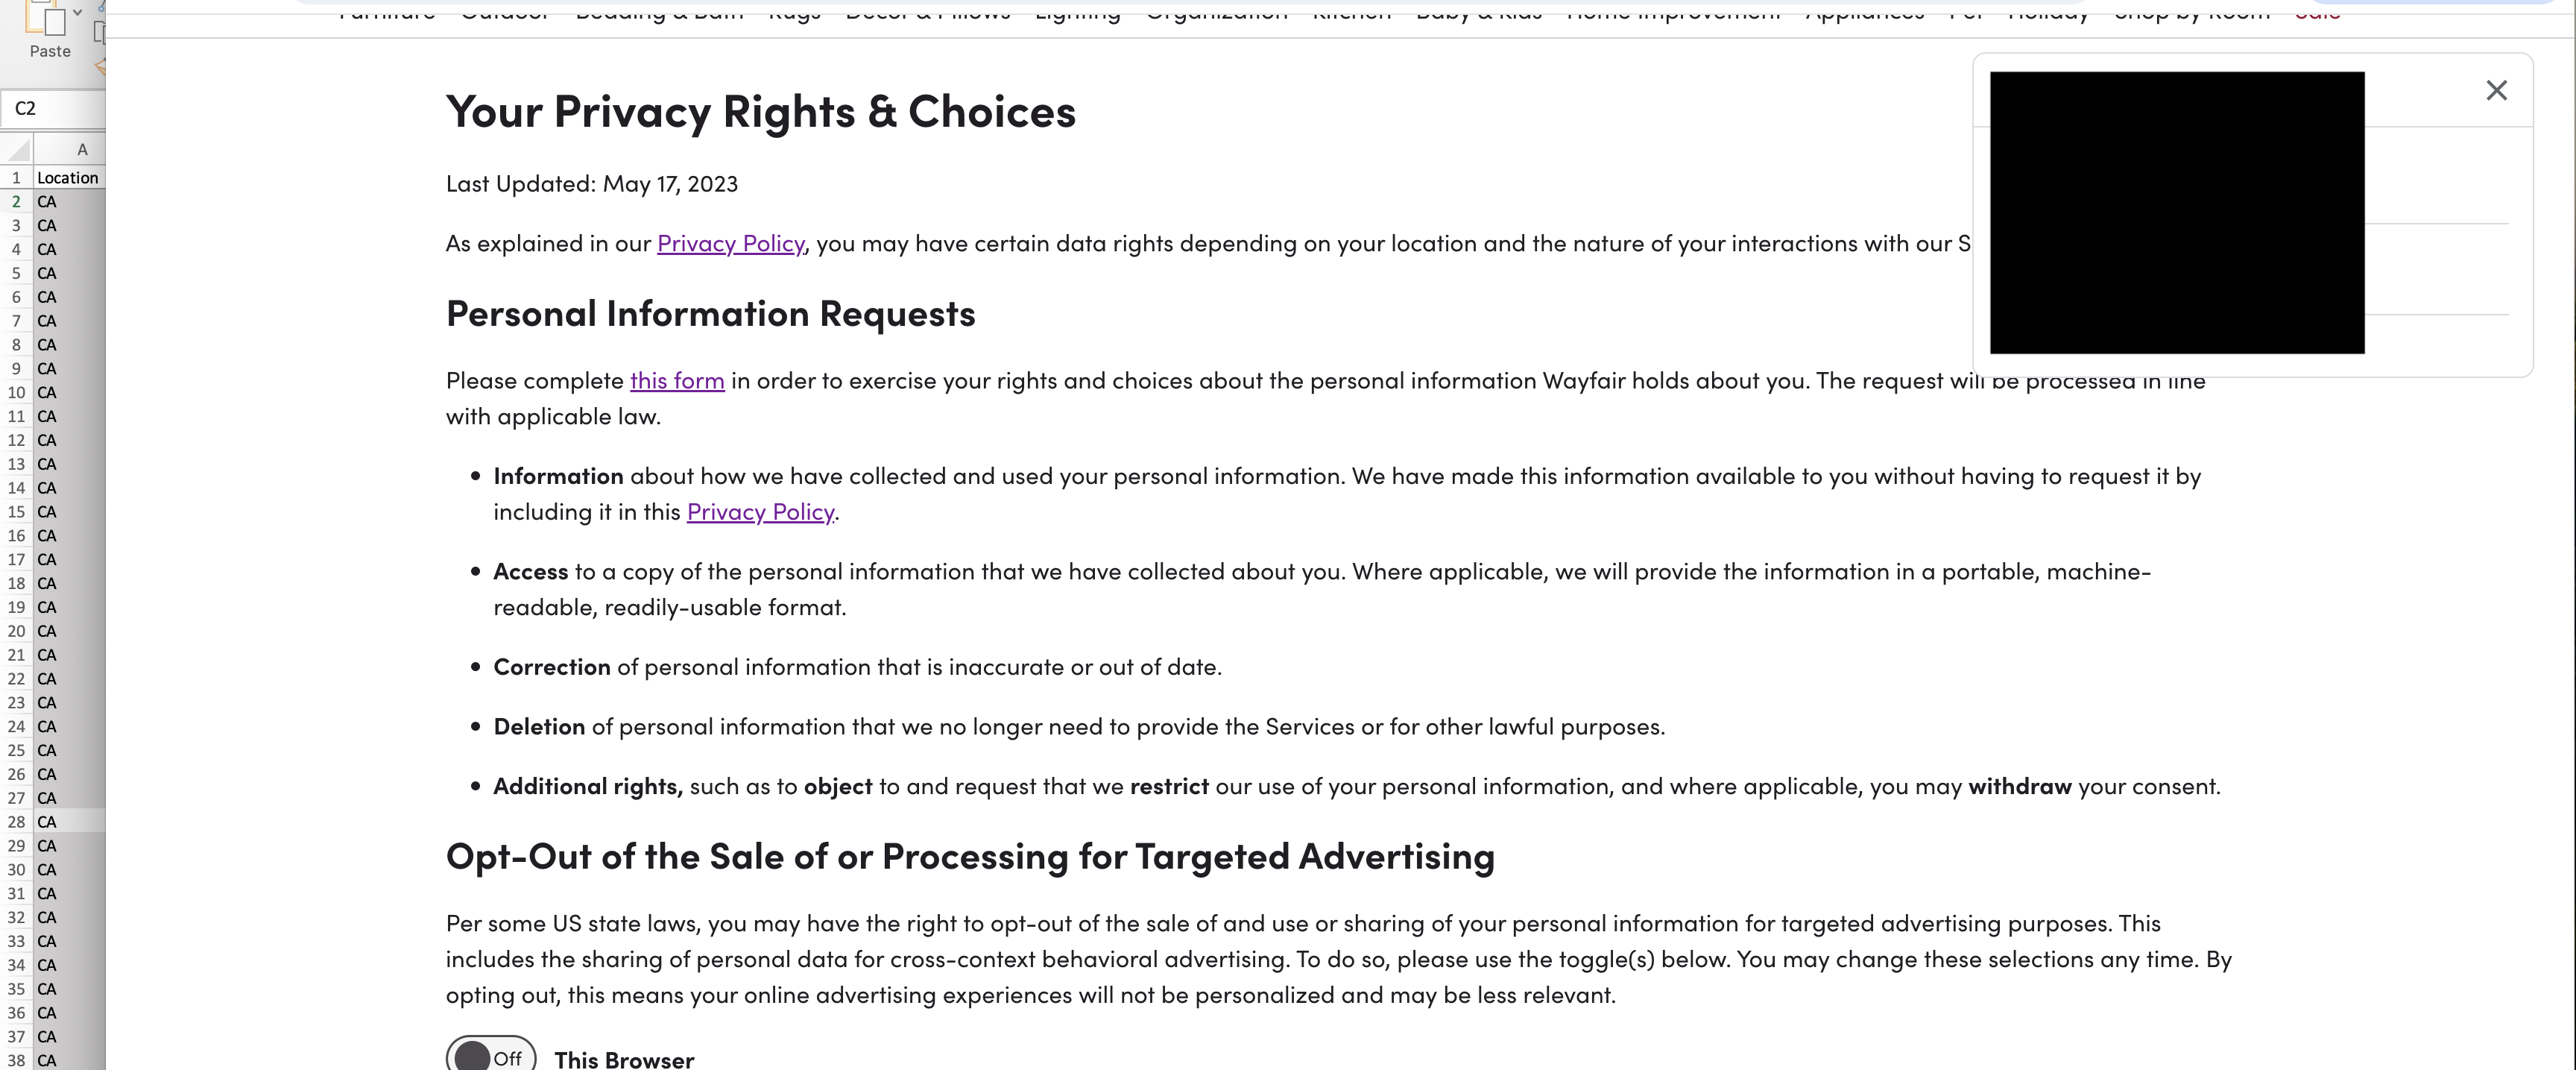 Furniture Outdoor Bedding & Bath Rugs Decor & Pillows Lighting Organization Kitchen Baby & Kids Home Improvement Appliances Pet Holiday Shop by Room Sale
Paste
C2
A
1 Location
2 CA
3 CA
4 CA
5 CA
6 CA
7 CA
8 CA
9 CA
10 CA
11 CA
12 CA
13 CA
14 CA
15 CA
16 CA
17 CA
18 CA
19 CA
20 CA
21 CA
22 CA
23 CA
24 CA
25 CA
26 CA
27 CA
28 CA
29 CA
30 CA
31 CA
32 CA
33 CA
34 CA
35 CA
36 CA
37 CA
38 CA
Your Privacy Rights & Choices
Last Updated: May 17, 2023
As explained in our Privacy Policy, you may have certain data rights depending on your location and the nature of your interactions with our S
Personal Information Requests
Please complete this form in order to exercise your rights and choices about the personal information Wayfair holds about you. The request will be processed in line
with applicable law.
• Information about how we have collected and used your personal information. We have made this information available to you without having to request it by
including it in this Privacy Policy.
• Access to a copy of the personal information that we have collected about you. Where applicable, we will provide the information in a portable, machine-
readable, readily-usable format.
• Correction of personal information that is inaccurate or out of date.
• Deletion of personal information that we no longer need to provide the Services or for other lawful purposes.
• Additional rights, such as to object to and request that we restrict our use of your personal information, and where applicable, you may withdraw your consent.
Opt-Out of the Sale of or Processing for Targeted Advertising
Per some US state laws, you may have the right to opt-out of the sale of and use or sharing of your personal information for targeted advertising purposes. This
includes the sharing of personal data for cross-context behavioral advertising. To do so, please use the toggle(s) below. You may change these selections any time. By
opting out, this means your online advertising experiences will not be personalized and may be less relevant.
Off This Browser